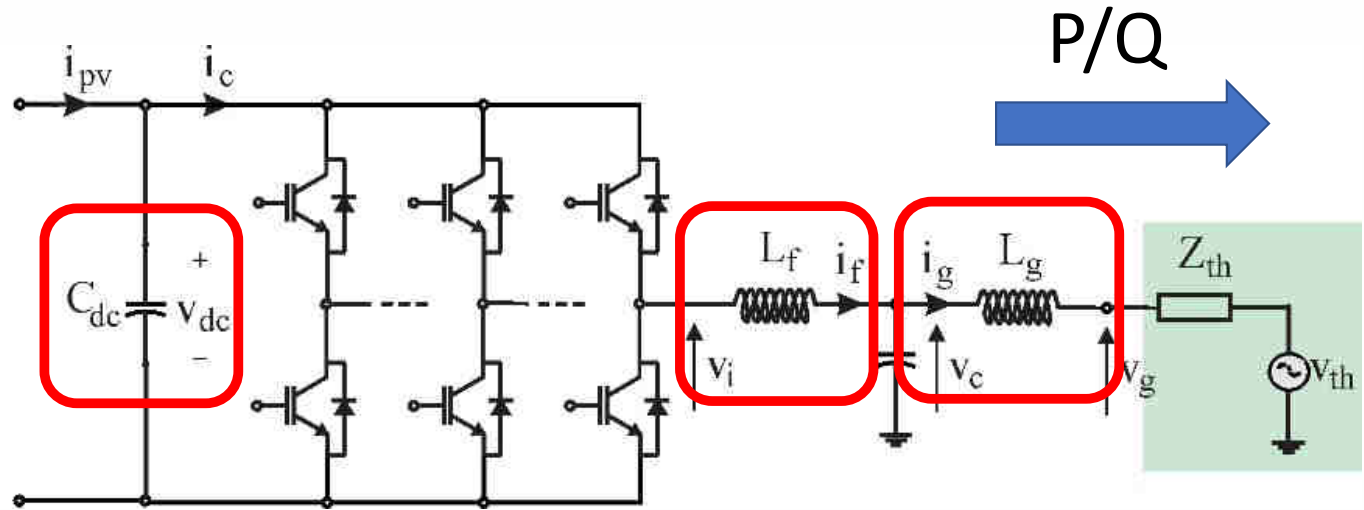 P/Q
i_pv
i_c
L_f
i_f
i_g
L_g
Z_th
C_dc
+
v_dc
−
v_i
v_c
v_g
v_th